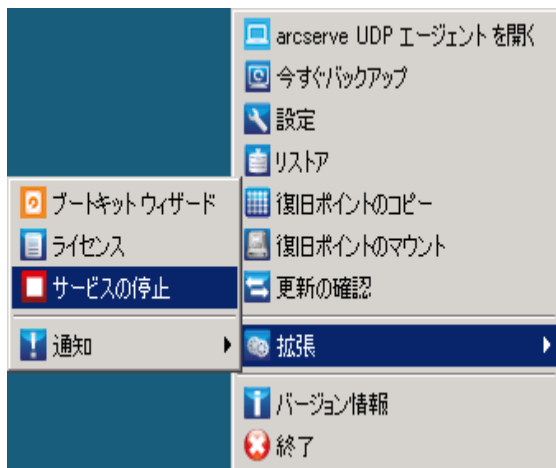 arcserve UDP エージェント を開く
今すぐバックアップ
設定
リストア
復旧ポイントのコピー
復旧ポイントのマウント
更新の確認
拡張
バージョン情報
終了
ブートキット ウィザード
ライセンス
サービスの停止
通知